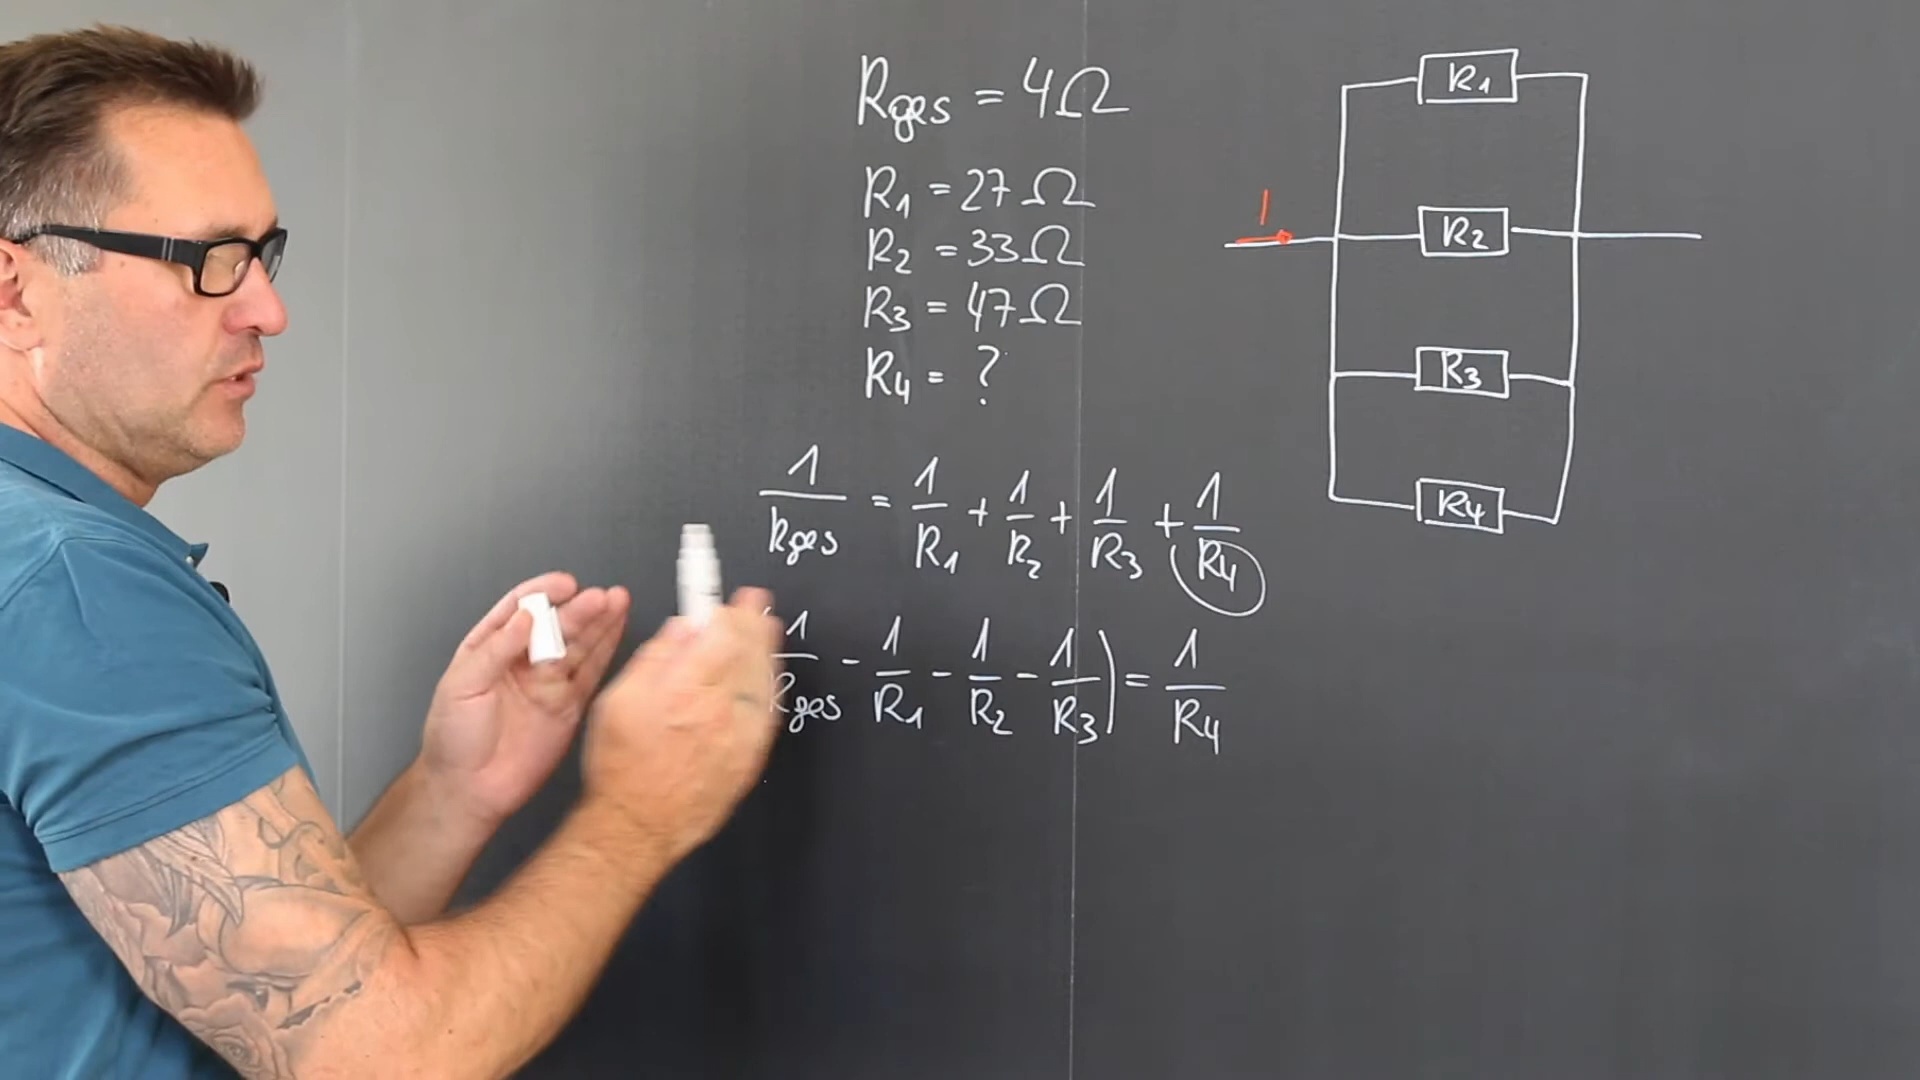 Rges = 4Ω
R1 = 27Ω
R2 = 33Ω
R3 = 47Ω
R4 = ?
1/Rges = 1/R1 + 1/R2 + 1/R3 + 1/R4
(1/Rges - 1/R1 - 1/R2 - 1/R3) = 1/R4
I
R1
R2
R3
R4